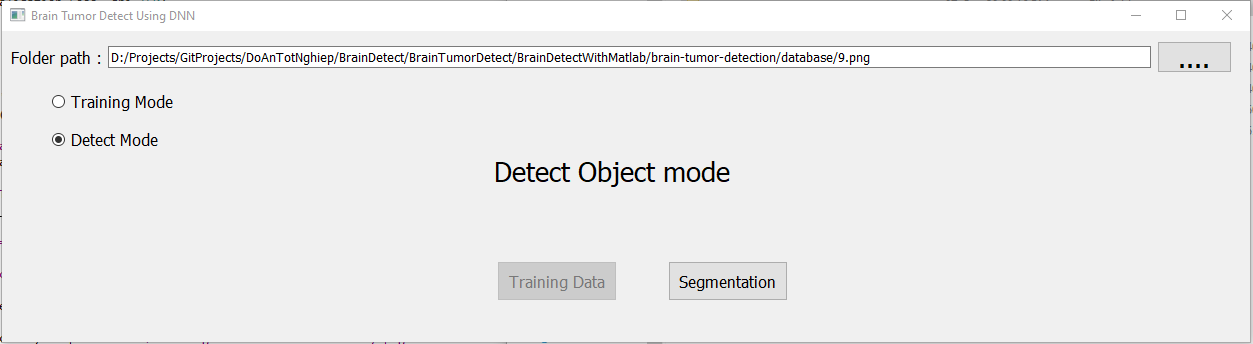 Brain Tumor Detect Using DNN
Folder path : D:/Projects/GitProjects/DoAnTotNghiep/BrainDetect/BrainTumorDetect/BrainDetectWithMatlab/brain-tumor-detection/database/9.png ....
Training Mode
Detect Mode
Detect Object mode
Training Data Segmentation